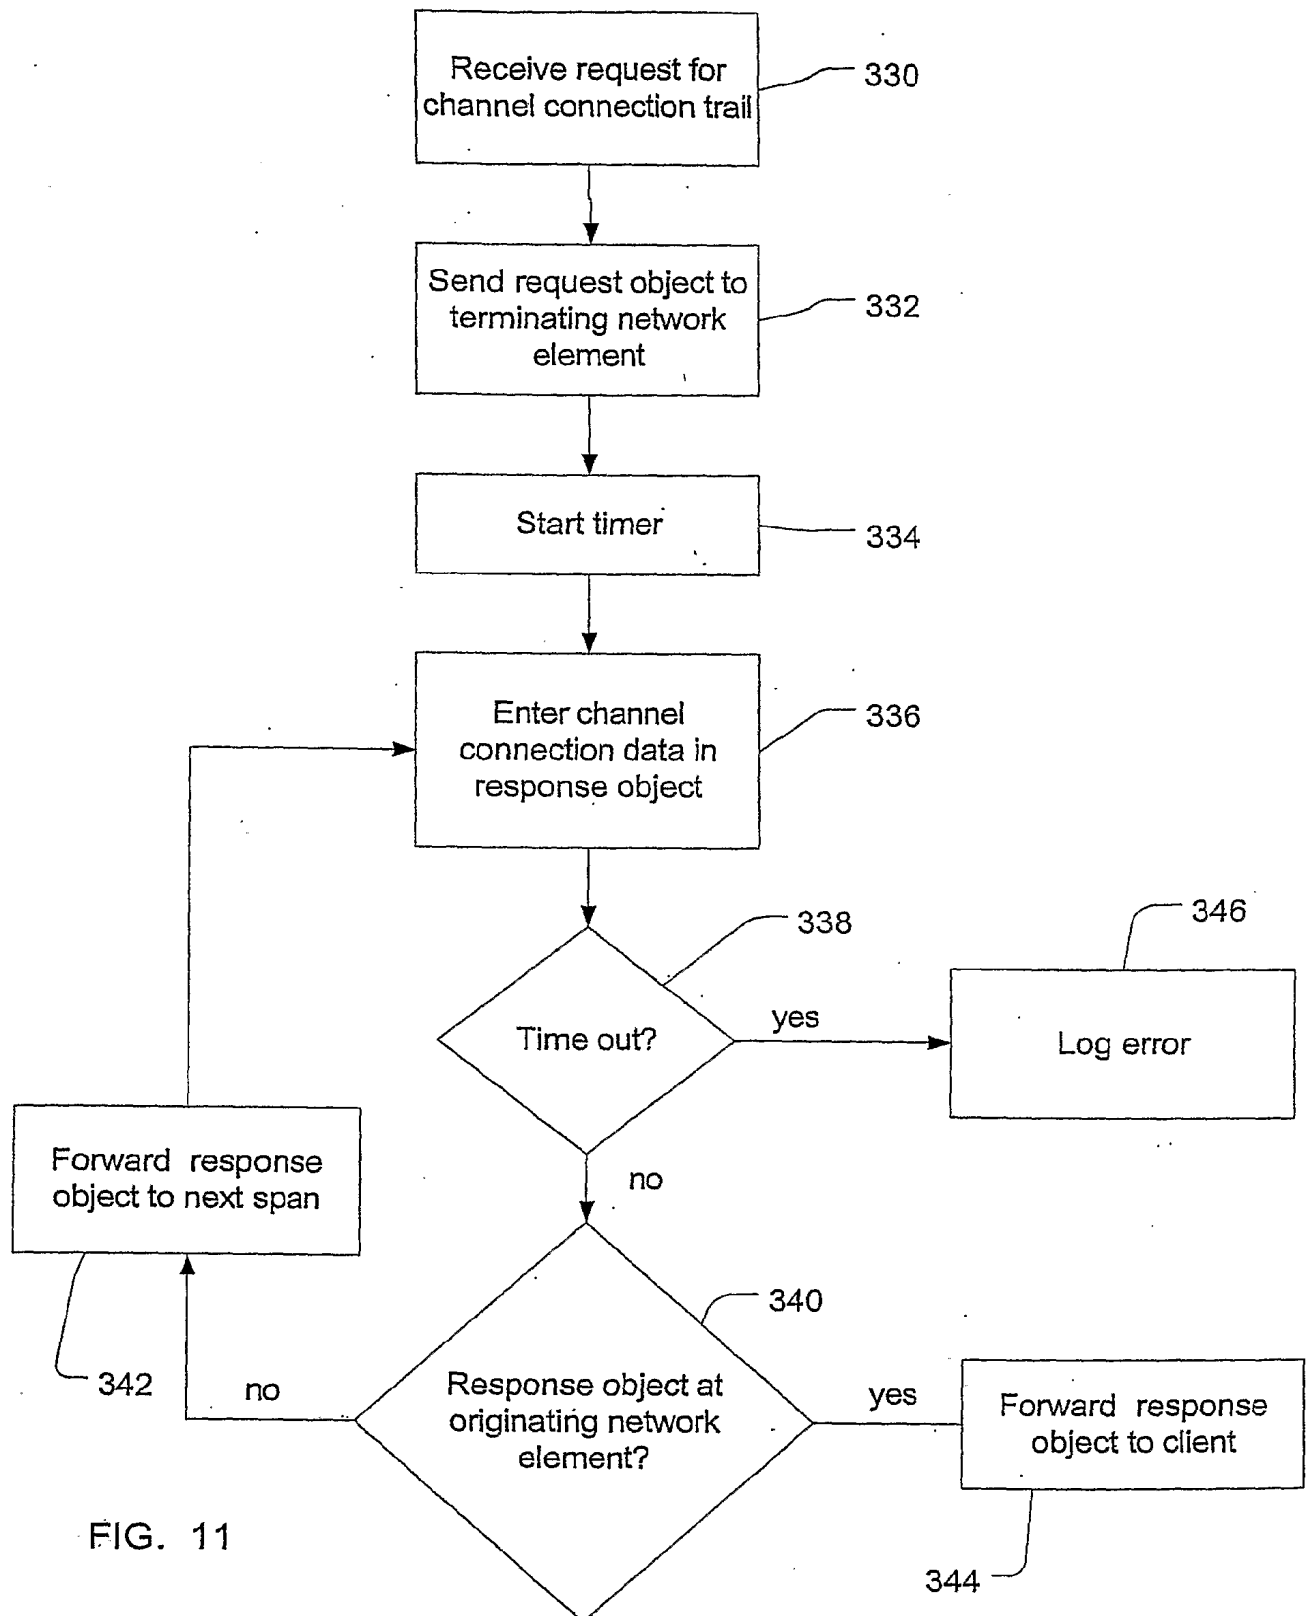 Receive request for
channel connection trail
330
Send request object to
terminating network
element
332
Start timer
334
Enter channel
connection data in
response object
336
338
346
Time out?
yes
Log error
Forward response
object to next span
no
340
342
no
Response object at
originating network
element?
yes
Forward response
object to client
FIG. 11
344